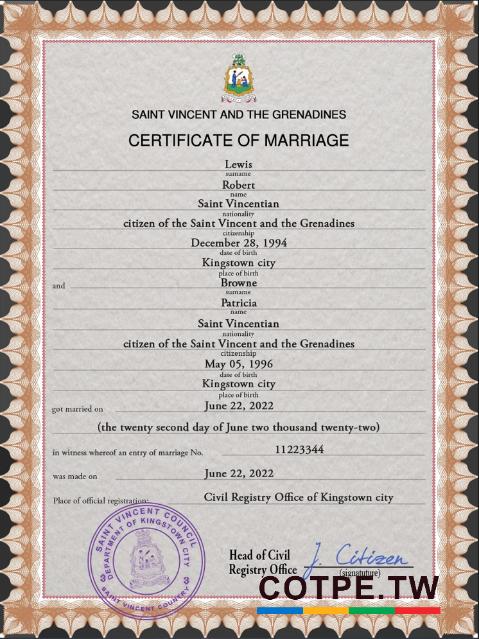 SAINT VINCENT AND THE GRENADINES
CERTIFICATE OF MARRIAGE
Lewis
surname
Robert
name
Saint Vincentian
nationality
citizen of the Saint Vincent and the Grenadines
citizenship
December 28, 1994
date of birth
Kingstown city
place of birth
and
Browne
surname
Patricia
name
Saint Vincentian
nationality
citizen of the Saint Vincent and the Grenadines
citizenship
May 05, 1996
date of birth
Kingstown city
place of birth
got married on June 22, 2022
(the twenty second day of June two thousand twenty-two)
in witness whereof an entry of marriage No. 11223344
was made on June 22, 2022
Place of official registration: Civil Registry Office of Kingstown city
SAINT VINCENT COUNCIL
DEPARTMENT OF KINGSTOWN CITY
SAINT VINCENT COUNTRY
3 3
Head of Civil
Registry Office
J. Citizen
(signatuture)
COTPE.TW